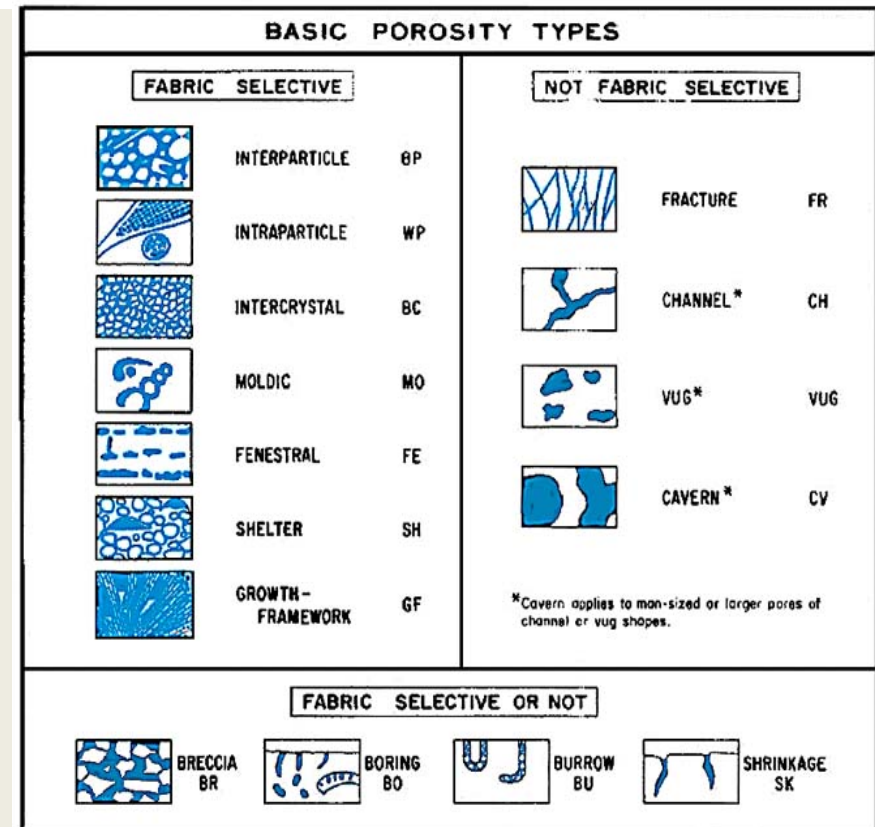 BASIC POROSITY TYPES
FABRIC SELECTIVE
INTERPARTICLE BP
INTRAPARTICLE WP
INTERCRYSTAL BC
MOLDIC MO
FENESTRAL FE
SHELTER SH
GROWTH-
FRAMEWORK GF
NOT FABRIC SELECTIVE
FRACTURE FR
CHANNEL* CH
VUG* VUG
CAVERN* CV
*Cavern applies to man-sized or larger pores of
channel or vug shapes.
FABRIC SELECTIVE OR NOT
BRECCIA
BR
BORING
BO
BURROW
BU
SHRINKAGE
SK